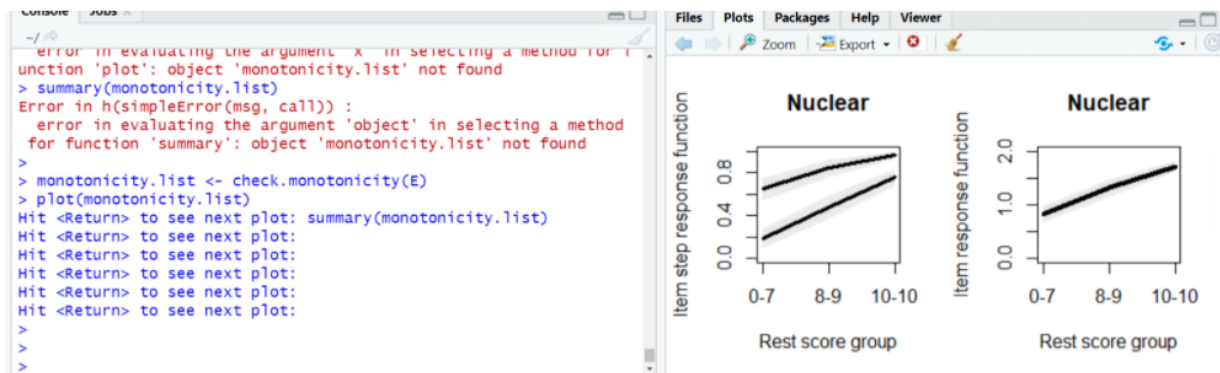 Console Jobs
~/
error in evaluating the argument 'x' in selecting a method for f
unction 'plot': object 'monotonicity.list' not found
> summary(monotonicity.list)
Error in h(simpleError(msg, call)) :
error in evaluating the argument 'object' in selecting a method
for function 'summary': object 'monotonicity.list' not found
>
> monotonicity.list <- check.monotonicity(E)
> plot(monotonicity.list)
Hit <Return> to see next plot: summary(monotonicity.list)
Hit <Return> to see next plot:
Hit <Return> to see next plot:
Hit <Return> to see next plot:
Hit <Return> to see next plot:
Hit <Return> to see next plot:
>
>
>
Files Plots Packages Help Viewer
Zoom Export
Nuclear
Item step response function
0.8
0.4
0.0
0-7 8-9 10-10
Rest score group
Nuclear
Item response function
2.0
1.0
0.0
0-7 8-9 10-10
Rest score group